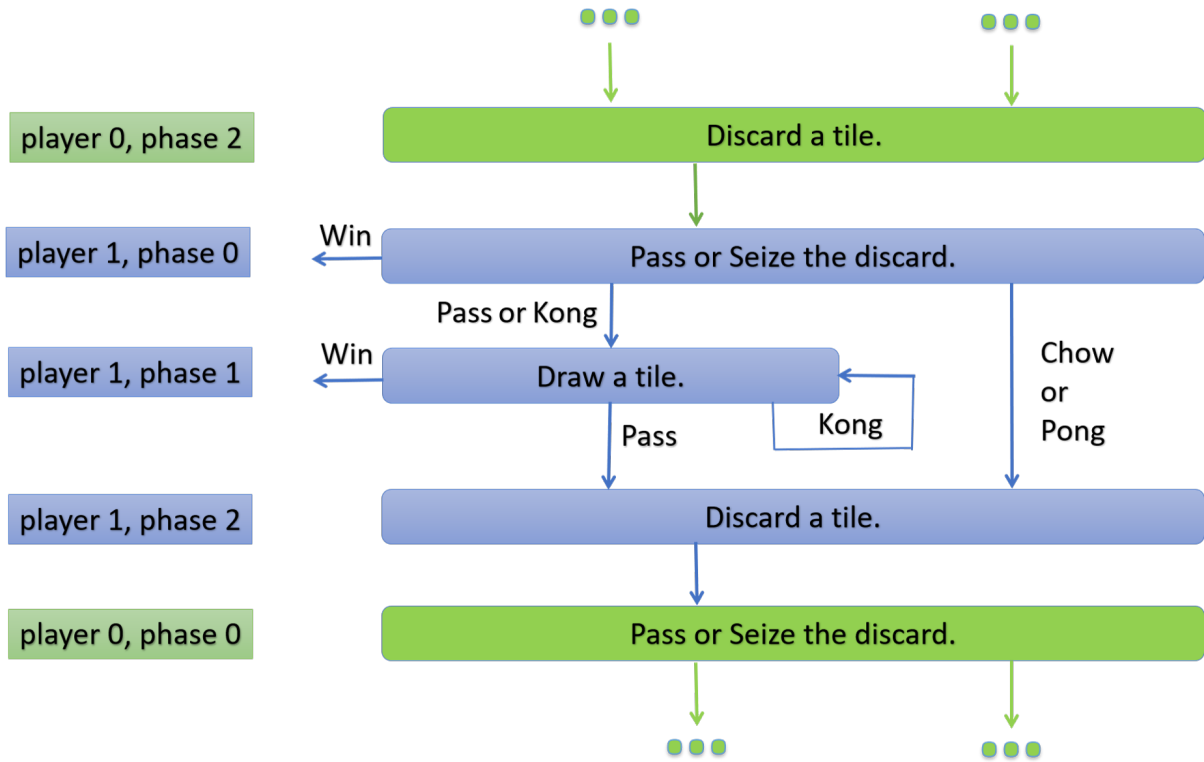 player 0, phase 2
Discard a tile.
player 1, phase 0
Win
Pass or Seize the discard.
Pass or Kong
player 1, phase 1
Win
Draw a tile.
Chow
or
Pong
Pass
Kong
player 1, phase 2
Discard a tile.
player 0, phase 0
Pass or Seize the discard.